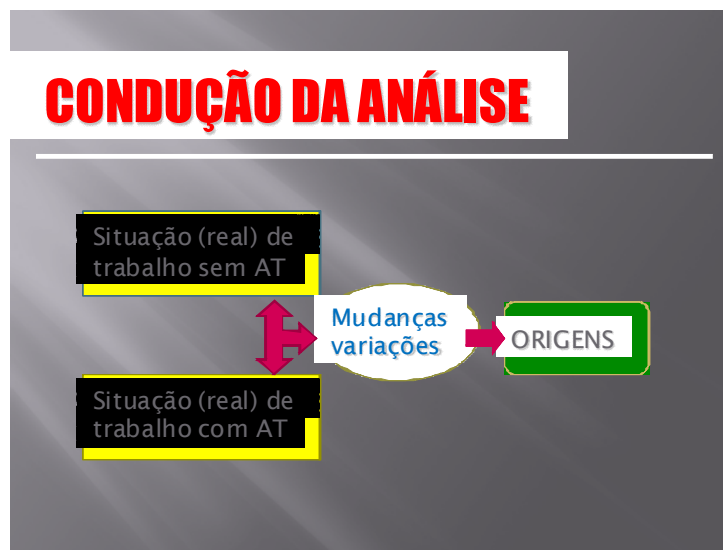 CONDUÇÃO DA ANÁLISE
Situação (real) de
trabalho sem AT
Mudanças
variações
ORIGENS
Situação (real) de
trabalho com AT